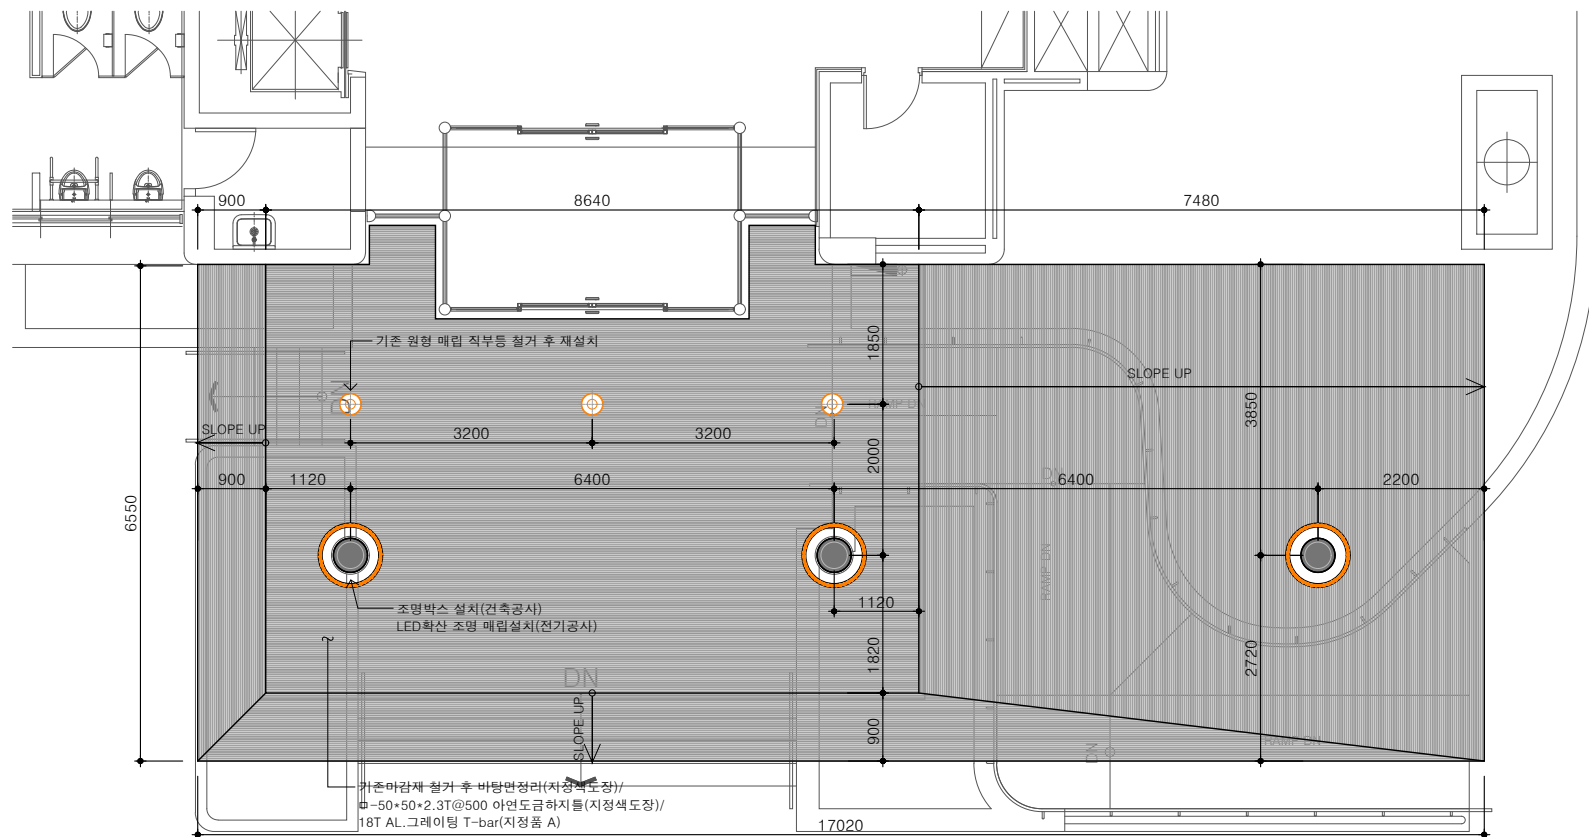 900
8640
7480
기존 원형 매립 직부등 철거 후 재설치
1850
SLOPE UP
3850
DN
DN
RAMP DN
SLOPE UP
3200
3200
2000
900
1120
6400
6400
2200
DN
6550
RAMP DN
조명박스 설치(건축공사)
LED확산 조명 매립설치(전기공사)
1120
1820
2720
DN
SLOPE UP
900
DN
RAMP DN
기존마감재 철거 후 바탕면정리(지정색도장)/
ㅁ-50*50*2.3T@500 아연도금하지틀(지정색도장)/
18T AL.그레이팅 T-bar(지정품 A)
17020